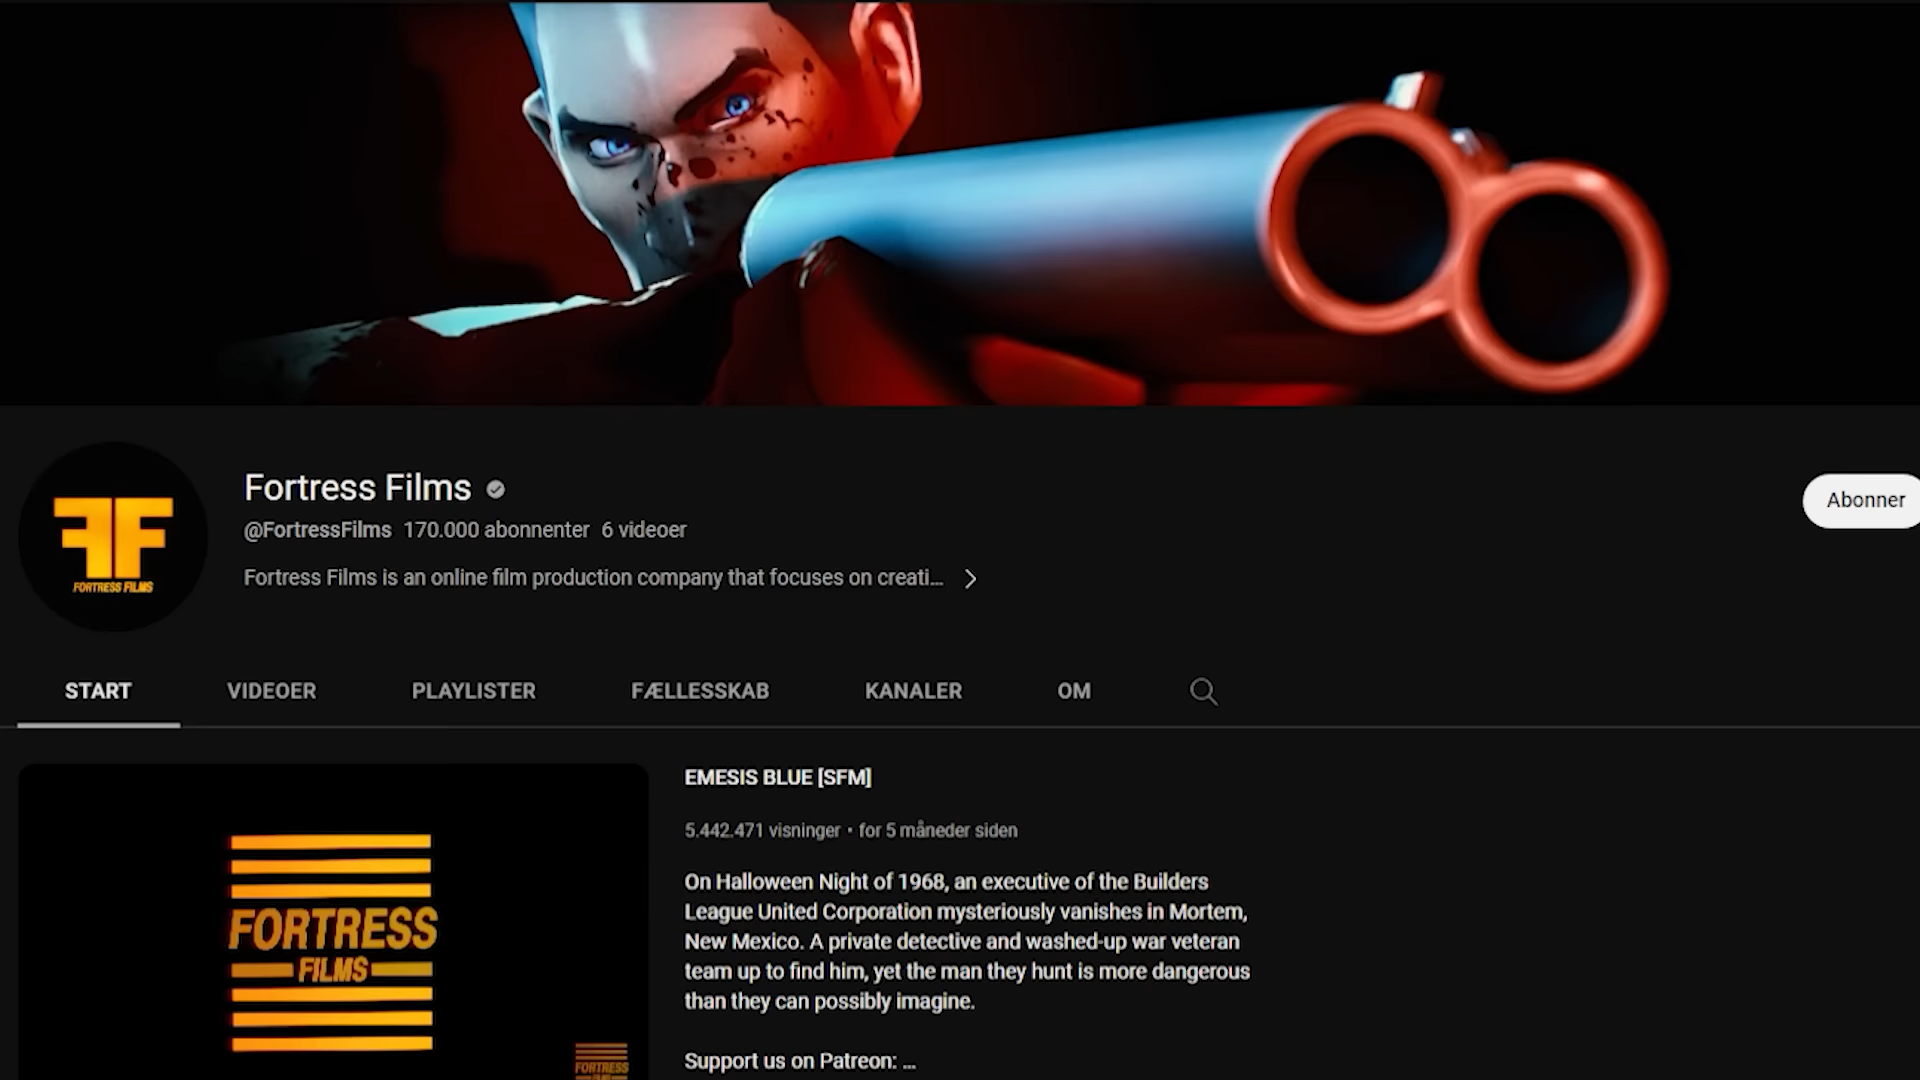 Fortress Films
@FortressFilms 170.000 abonnenter 6 videoer
Fortress Films is an online film production company that focuses on creati...
Abonner
FORTRESS FILMS
START VIDEOER PLAYLISTER FÆLLESSKAB KANALER OM
EMESIS BLUE [SFM]
5.442.471 visninger • for 5 måneder siden
On Halloween Night of 1968, an executive of the Builders
League United Corporation mysteriously vanishes in Mortem,
New Mexico. A private detective and washed-up war veteran
team up to find him, yet the man they hunt is more dangerous
than they can possibly imagine.
Support us on Patreon: ...
FORTRESS
FILMS
FORTRESS